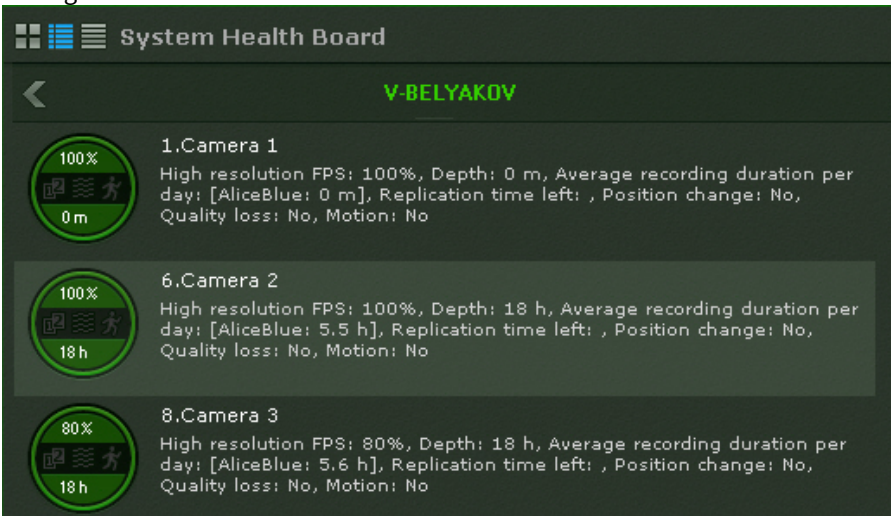 System Health Board
V-BELYAKOV
100%
0 m
1.Camera 1
High resolution FPS: 100%, Depth: 0 m, Average recording duration per
day: [AliceBlue: 0 m], Replication time left: , Position change: No,
Quality loss: No, Motion: No
100%
18 h
6.Camera 2
High resolution FPS: 100%, Depth: 18 h, Average recording duration per
day: [AliceBlue: 5.5 h], Replication time left: , Position change: No,
Quality loss: No, Motion: No
80%
18 h
8.Camera 3
High resolution FPS: 80%, Depth: 18 h, Average recording duration per
day: [AliceBlue: 5.6 h], Replication time left: , Position change: No,
Quality loss: No, Motion: No